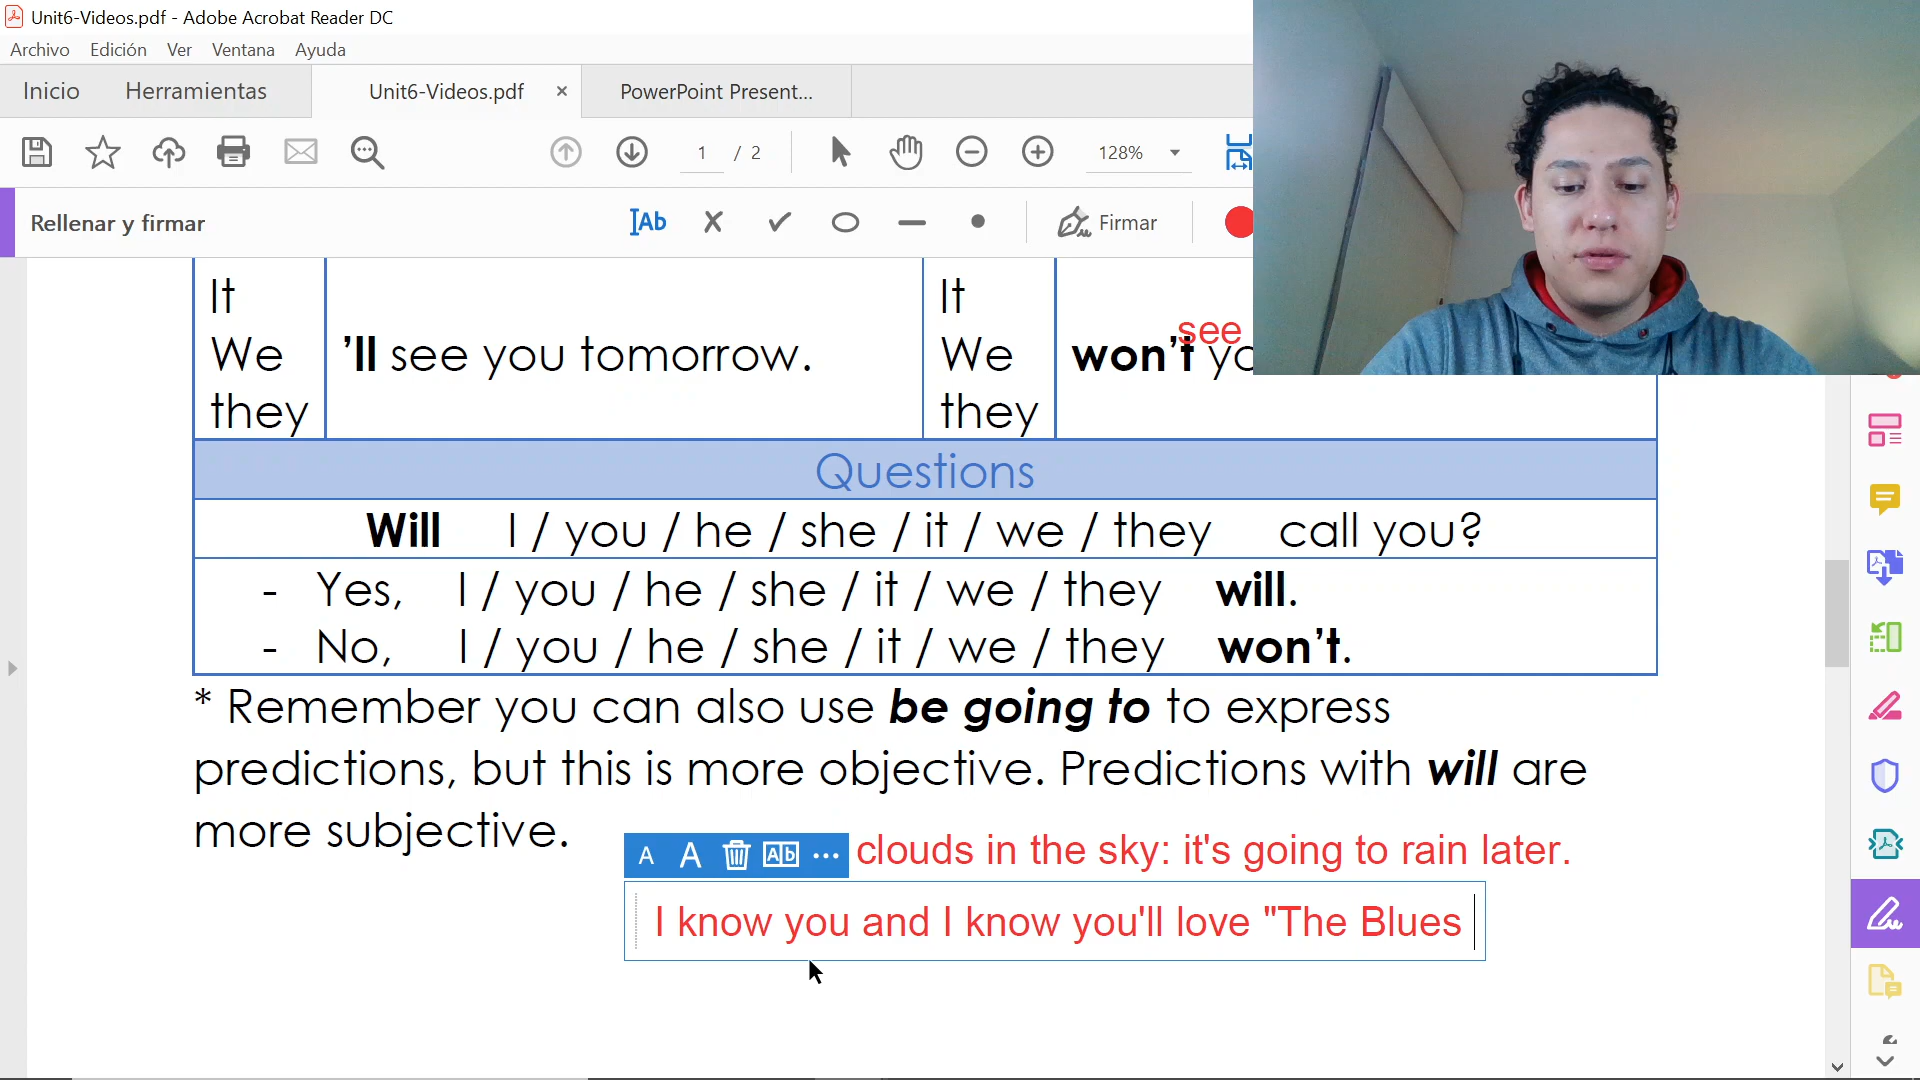 Unit6-Videos.pdf - Adobe Acrobat Reader DC
Archivo Edición Ver Ventana Ayuda
Inicio Herramientas Unit6-Videos.pdf × PowerPoint Present...
1 / 2 128%
Rellenar y firmar Ab Firmar
It It
We 'll see you tomorrow. We won't see
they they
Questions
Will I / you / he / she / it / we / they call you?
- Yes, I / you / he / she / it / we / they will.
- No, I / you / he / she / it / we / they won't.
* Remember you can also use be going to to express
predictions, but this is more objective. Predictions with will are
more subjective.
A A Ab ... clouds in the sky: it's going to rain later.
I know you and I know you'll love "The Blues